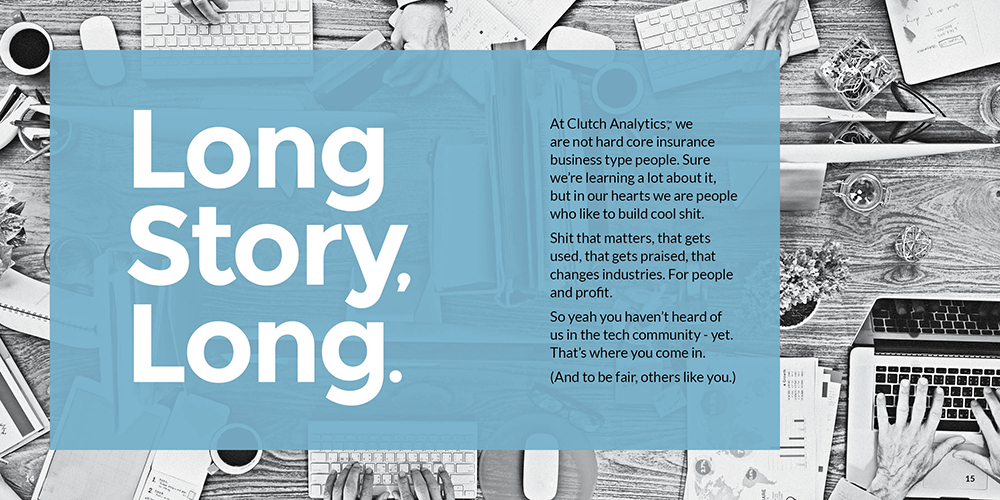 Long
Story,
Long.
At Clutch Analytics,℠ we
are not hard core insurance
business type people. Sure
we're learning a lot about it,
but in our hearts we are people
who like to build cool shit.
Shit that matters, that gets
used, that gets praised, that
changes industries. For people
and profit.
So yeah you haven't heard of
us in the tech community - yet.
That's where you come in.
(And to be fair, others like you.)
14
15